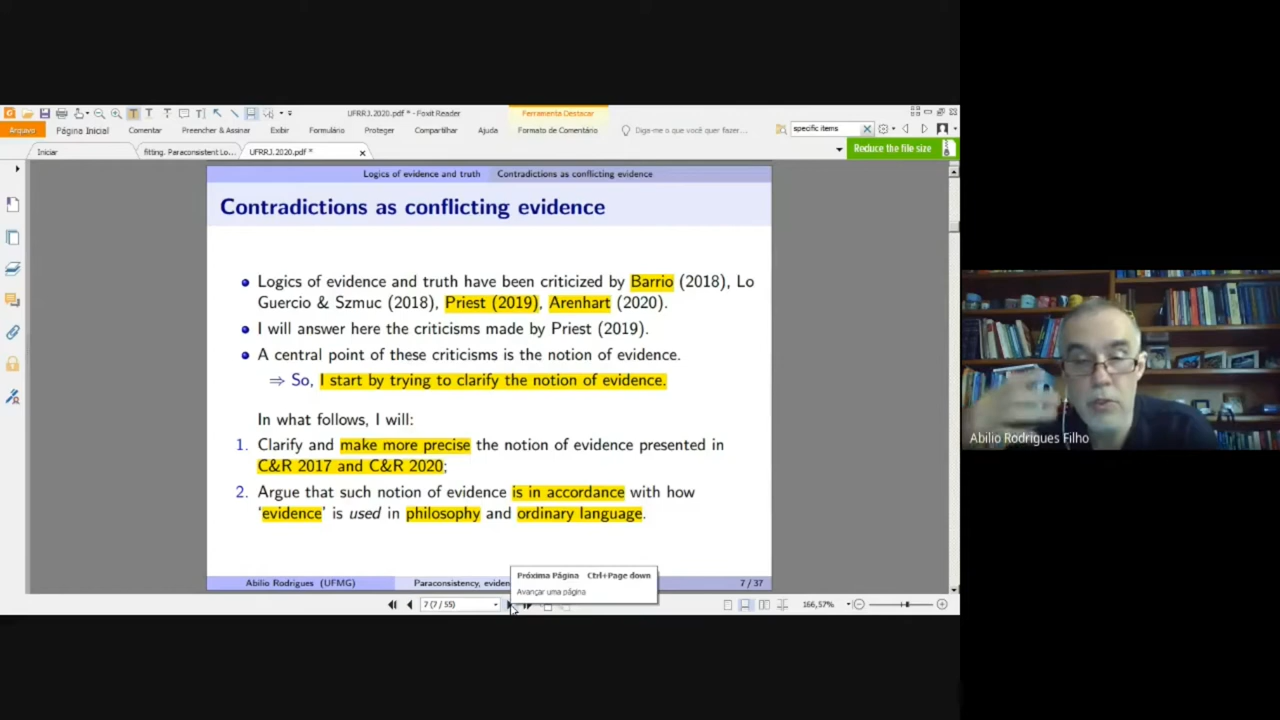 UFRRJ.2020.pdf * - Foxit Reader
Ferramenta Destacar
Arquivo Página Inicial Comentar Preencher & Assinar Exibir Formulário Proteger Compartilhar Ajuda Formato de Comentário Diga-me o que você quer fazer... specific items
Iniciar fitting. Paraconsistent Lo... UFRRJ.2020.pdf * Reduce the file size
Logics of evidence and truth Contradictions as conflicting evidence
Contradictions as conflicting evidence
Logics of evidence and truth have been criticized by Barrio (2018), Lo
Guercio & Szmuc (2018), Priest (2019), Arenhart (2020).
I will answer here the criticisms made by Priest (2019).
A central point of these criticisms is the notion of evidence.
⇒ So, I start by trying to clarify the notion of evidence.
In what follows, I will:
1. Clarify and make more precise the notion of evidence presented in
C&R 2017 and C&R 2020;
2. Argue that such notion of evidence is in accordance with how
‘evidence’ is used in philosophy and ordinary language.
Abilio Rodrigues Filho
Próxima Página Ctrl+Page down
Avançar uma página
Abílio Rodrigues (UFMG) Paraconsistency, eviden 7 / 37
7 (7 / 55) 166,57%